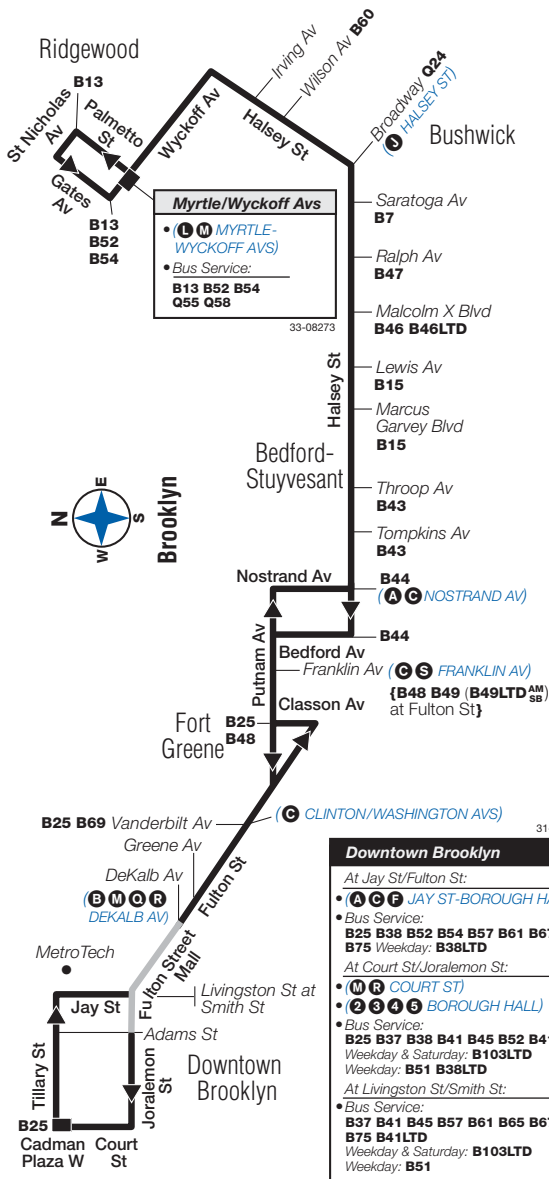 Ridgewood
B13
St Nicholas
Av
Palmetto
St
Gates
Av
B13
B52
B54
Wyckoff Av
Irving Av
Wilson Av B60
Halsey St
Broadway Q24
(J HALSEY ST)
Bushwick
Myrtle/Wyckoff Avs
• (L M MYRTLE-
WYCKOFF AVS)
• Bus Service:
B13 B52 B54
Q55 Q58
33-08273
Saratoga Av
B7
Ralph Av
B47
Malcolm X Blvd
B46 B46LTD
Halsey St
Lewis Av
B15
Marcus
Garvey Blvd
B15
Bedford-
Stuyvesant
Throop Av
B43
Tompkins Av
B43
N
E
S
W
Brooklyn
Nostrand Av
B44
(A C NOSTRAND AV)
B44
Bedford Av
Putnam Av
Franklin Av (C S FRANKLIN AV)
{B48 B49 (B49LTD AM SB)
at Fulton St}
Classon Av
Fort
Greene
B25
B48
B25 B69 Vanderbilt Av
(C CLINTON/WASHINGTON AVS)
Greene Av
Fulton St
DeKalb Av
(B M Q R
DEKALB AV)
Fulton Street
Mall
MetroTech
Jay St
Livingston St at
Smith St
Adams St
Tillary St
Joralemon
St
Downtown
Brooklyn
B25
Cadman
Plaza W
Court
St
31
Downtown Brooklyn
At Jay St/Fulton St:
• (A C F JAY ST-BOROUGH HA
• Bus Service:
B25 B38 B52 B54 B57 B61 B67
B75 Weekday: B38LTD
At Court St/Joralemon St:
• (M R COURT ST)
• (2 3 4 5 BOROUGH HALL)
• Bus Service:
B25 B37 B38 B41 B45 B52 B41
Weekday & Saturday: B103LTD
Weekday: B51 B38LTD
At Livingston St/Smith St:
• Bus Service:
B37 B41 B45 B57 B61 B65 B67
B75 B41LTD
Weekday & Saturday: B103LTD
Weekday: B51